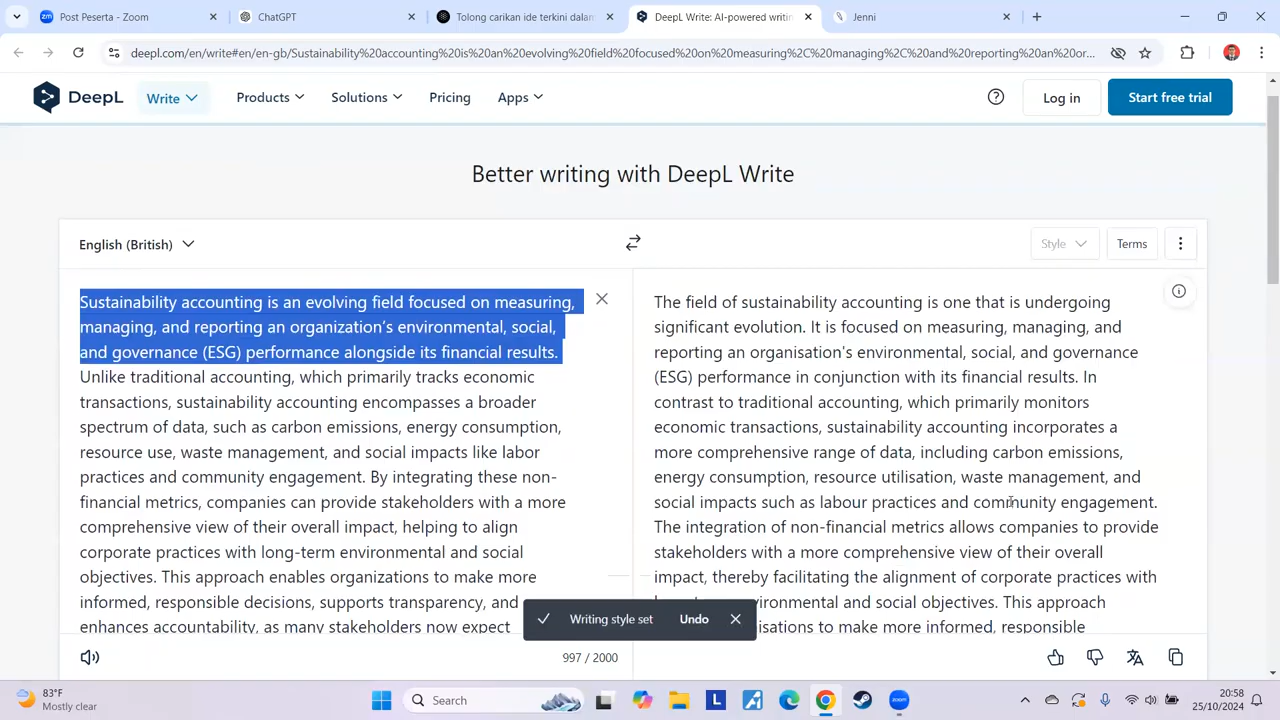 Post Peserta - Zoom
ChatGPT
Tolong carikan ide terkini dalam
DeepL Write: AI-powered writin
Jenni
deepl.com/en/write#en/en-gb/Sustainability%20accounting%20is%20an%20evolving%20field%20focused%20on%20measuring%2C%20managing%2C%20and%20reporting%20an%20or...
DeepL
Write
Products
Solutions
Pricing
Apps
Log in
Start free trial
Better writing with DeepL Write
English (British)
Style
Terms
Sustainability accounting is an evolving field focused on measuring,
managing, and reporting an organization's environmental, social,
and governance (ESG) performance alongside its financial results.
Unlike traditional accounting, which primarily tracks economic
transactions, sustainability accounting encompasses a broader
spectrum of data, such as carbon emissions, energy consumption,
resource use, waste management, and social impacts like labor
practices and community engagement. By integrating these non-
financial metrics, companies can provide stakeholders with a more
comprehensive view of their overall impact, helping to align
corporate practices with long-term environmental and social
objectives. This approach enables organizations to make more
informed, responsible decisions, supports transparency, and
enhances accountability, as many stakeholders now expect
The field of sustainability accounting is one that is undergoing
significant evolution. It is focused on measuring, managing, and
reporting an organisation's environmental, social, and governance
(ESG) performance in conjunction with its financial results. In
contrast to traditional accounting, which primarily monitors
economic transactions, sustainability accounting incorporates a
more comprehensive range of data, including carbon emissions,
energy consumption, resource utilisation, waste management, and
social impacts such as labour practices and community engagement.
The integration of non-financial metrics allows companies to provide
stakeholders with a more comprehensive view of their overall
impact, thereby facilitating the alignment of corporate practices with
environmental and social objectives. This approach
to make more informed, responsible
Writing style set
Undo
997 / 2000
83°F
Mostly clear
Search
20:58
25/10/2024